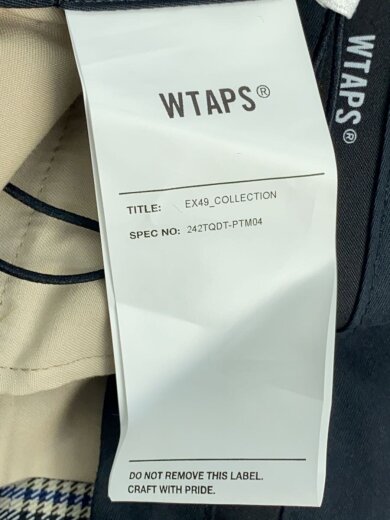 WTAPS®
WTAPS®
TITLE: EX49_COLLECTION
SPEC NO: 242TQDT-PTM04
DO NOT REMOVE THIS LABEL.
CRAFT WITH PRIDE.